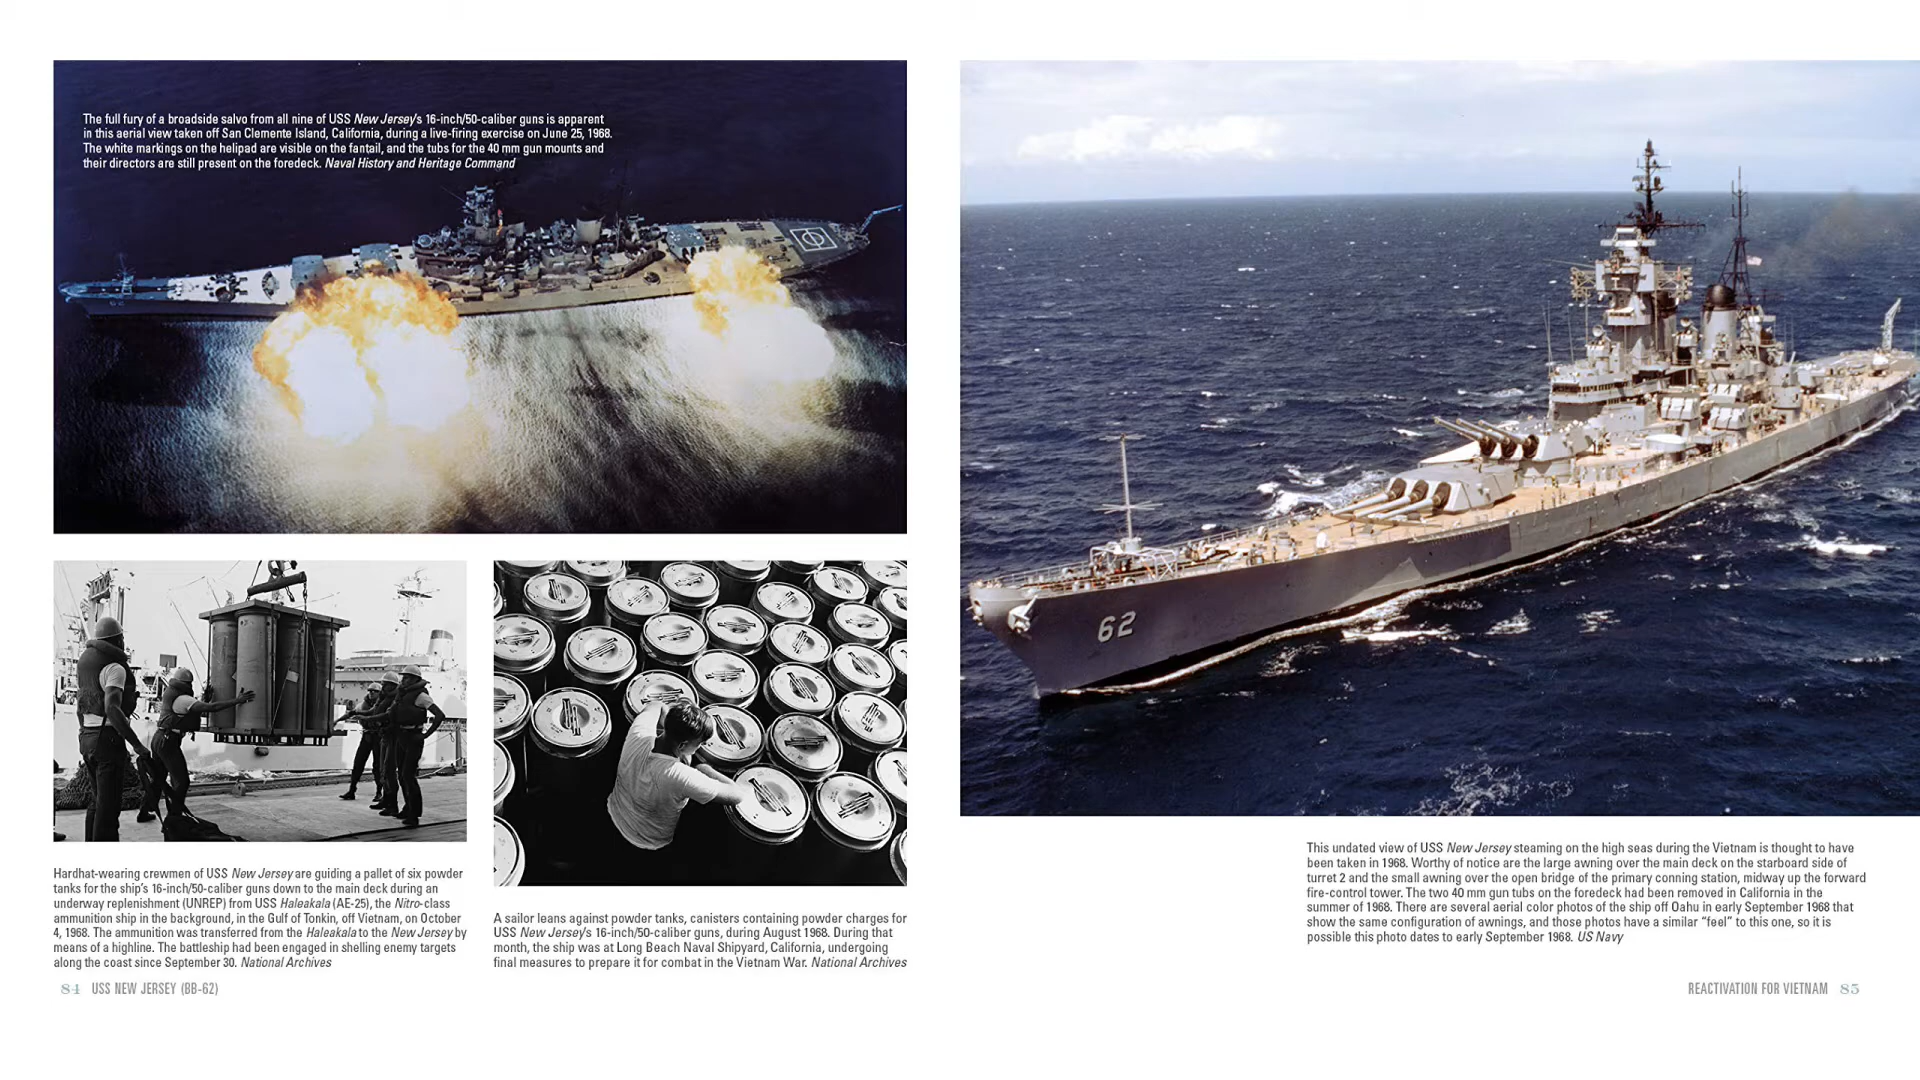 The full fury of a broadside salvo from all nine of USS New Jersey's 16-inch/50-caliber guns is apparent
in this aerial view taken off San Clemente Island, California, during a live-firing exercise on June 25, 1968.
The white markings on the helipad are visible on the fantail, and the tubs for the 40 mm gun mounts and
their directors are still present on the foredeck. Naval History and Heritage Command
62
Hardhat-wearing crewmen of USS New Jersey are guiding a pallet of six powder
tanks for the ship's 16-inch/50-caliber guns down to the main deck during an
underway replenishment (UNREP) from USS Haleakala (AE-25), the Nitro-class
ammunition ship in the background, in the Gulf of Tonkin, off Vietnam, on October
4, 1968. The ammunition was transferred from the Haleakala to the New Jersey by
means of a highline. The battleship had been engaged in shelling enemy targets
along the coast since September 30. National Archives
A sailor leans against powder tanks, canisters containing powder charges for
USS New Jersey's 16-inch/50-caliber guns, during August 1968. During that
month, the ship was at Long Beach Naval Shipyard, California, undergoing
final measures to prepare it for combat in the Vietnam War. National Archives
84 USS NEW JERSEY (BB-62)
62
This undated view of USS New Jersey steaming on the high seas during the Vietnam is thought to have
been taken in 1968. Worthy of notice are the large awning over the main deck on the starboard side of
turret 2 and the small awning over the open bridge of the primary conning station, midway up the forward
fire-control tower. The two 40 mm gun tubs on the foredeck had been removed in California in the
summer of 1968. There are several aerial color photos of the ship off Oahu in early September 1968 that
show the same configuration of awnings, and those photos have a similar "feel" to this one, so it is
possible this photo dates to early September 1968. US Navy
REACTIVATION FOR VIETNAM 85